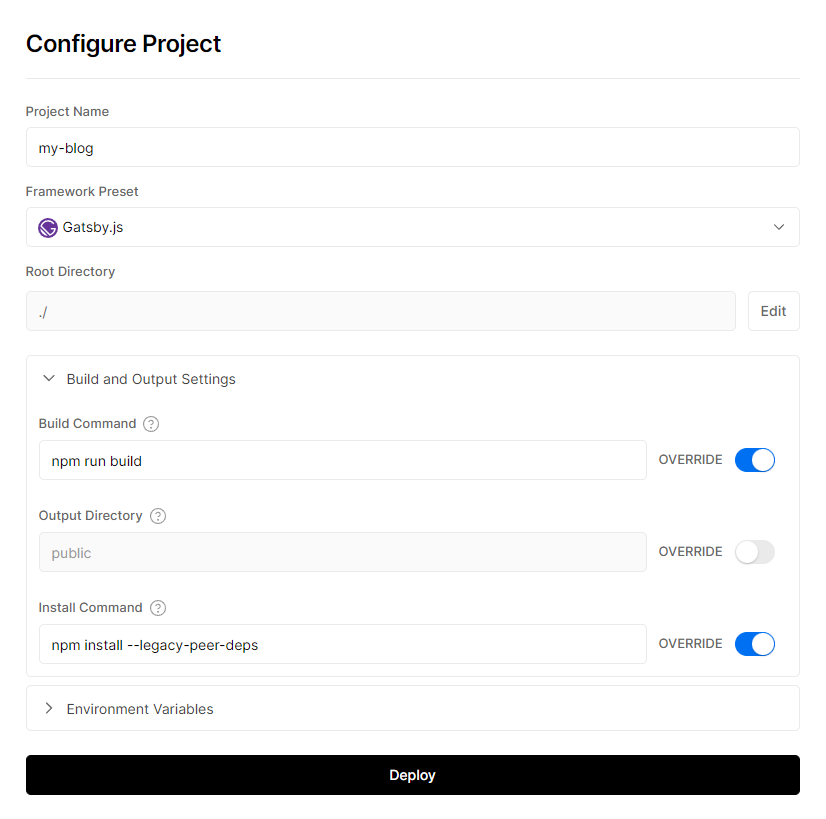 Configure Project
Project Name
my-blog
Framework Preset
Gatsby.js
Root Directory
./
Edit
Build and Output Settings
Build Command ?
npm run build
OVERRIDE
Output Directory ?
public
OVERRIDE
Install Command ?
npm install --legacy-peer-deps
OVERRIDE
Environment Variables
Deploy